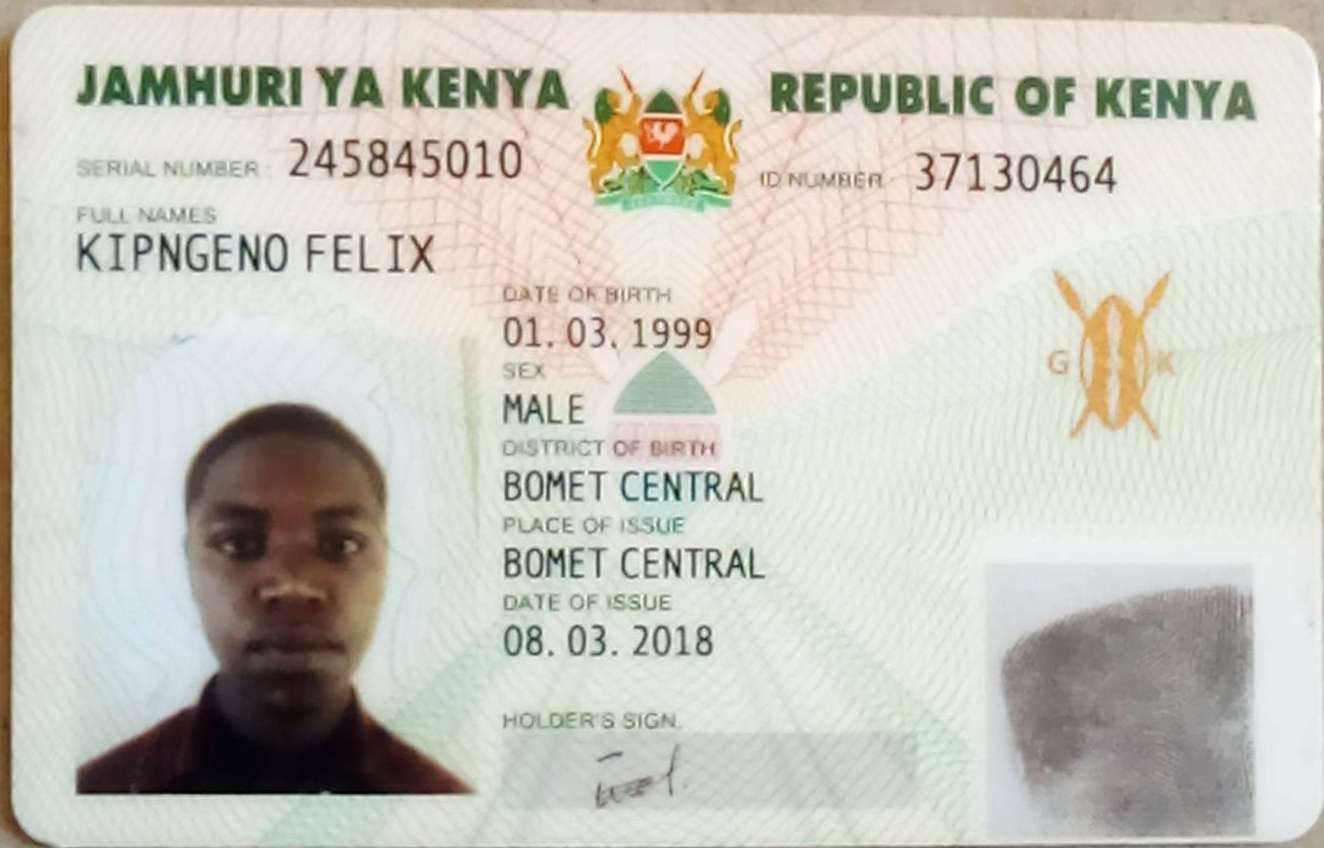 JAMHURI YA KENYA REPUBLIC OF KENYA
SERIAL NUMBER : 245845010 ID NUMBER : 37130464
FULL NAMES
KIPNGENO FELIX
DATE OF BIRTH
01. 03. 1999
SEX
MALE
G K
DISTRICT OF BIRTH
BOMET CENTRAL
PLACE OF ISSUE
BOMET CENTRAL
DATE OF ISSUE
08. 03. 2018
HOLDER'S SIGN.